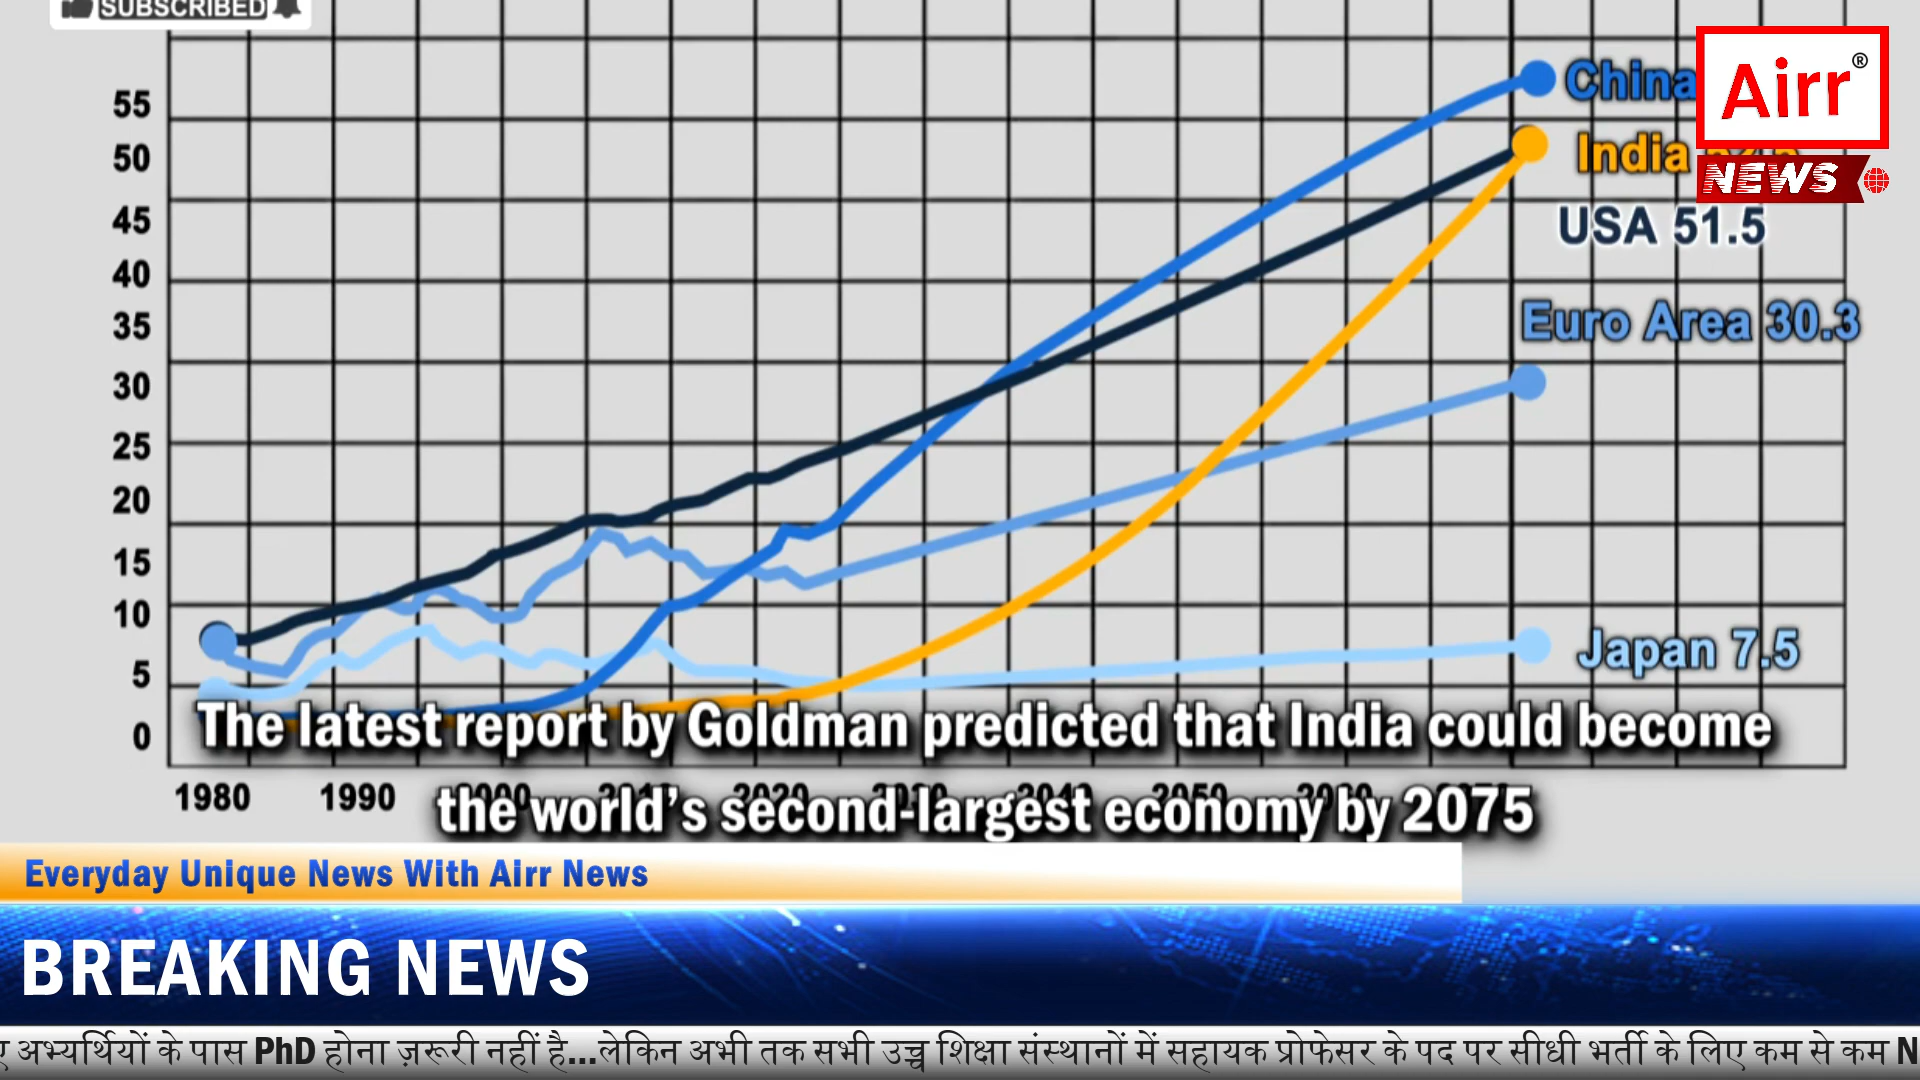 SUBSCRIBED
55
50
45
40
35
30
25
20
15
10
5
0
China
India
USA 51.5
Euro Area 30.3
Japan 7.5
Airr®
NEWS
1980 1990
The latest report by Goldman predicted that India could become
the world's second-largest economy by 2075
Everyday Unique News With Airr News
BREAKING NEWS
अभ्यर्थियों के पास PhD होना ज़रूरी नहीं है...लेकिन अभी तक सभी उच्च शिक्षा संस्थानों में सहायक प्रोफेसर के पद पर सीधी भर्ती के लिए कम से कम